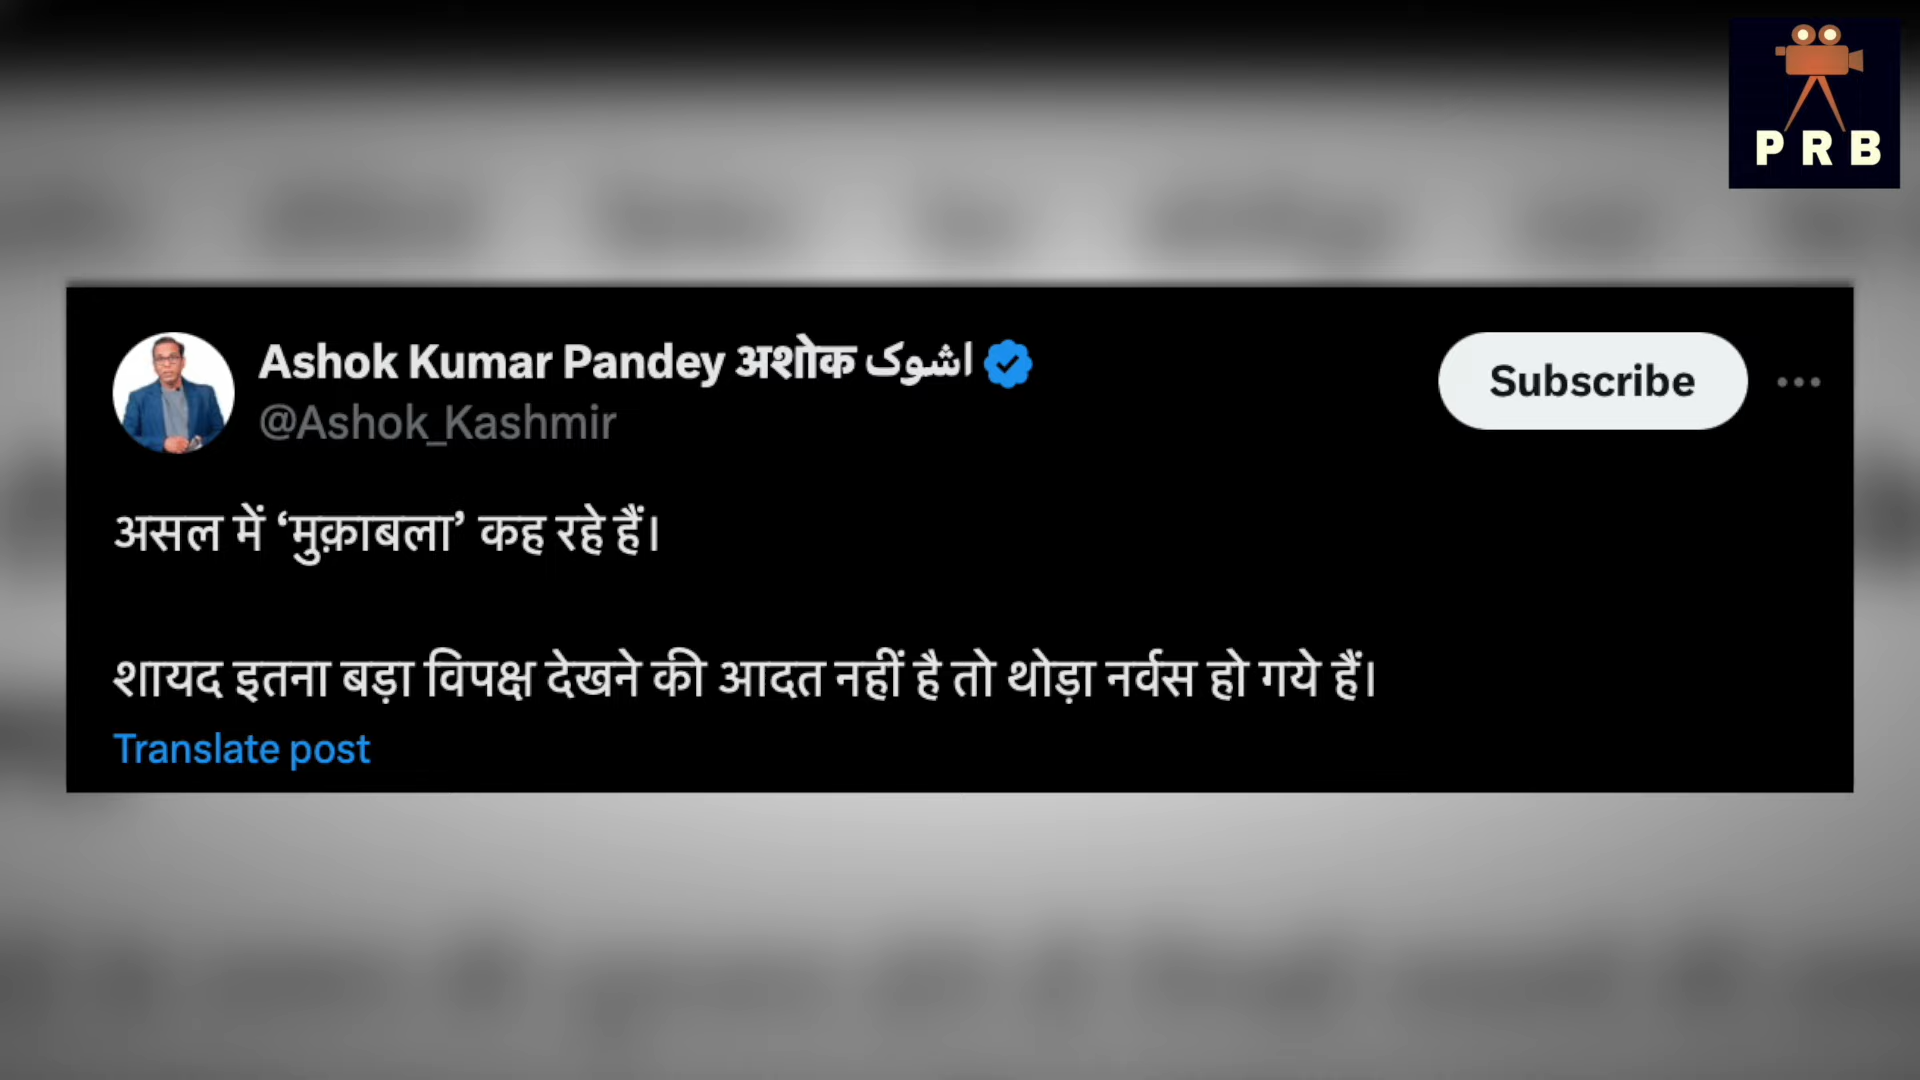 P R B
Ashok Kumar Pandey अशोक اشوک
@Ashok_Kashmir
Subscribe
असल में ‘मुक़ाबला’ कह रहे हैं।
शायद इतना बड़ा विपक्ष देखने की आदत नहीं है तो थोड़ा नर्वस हो गये हैं।
Translate post